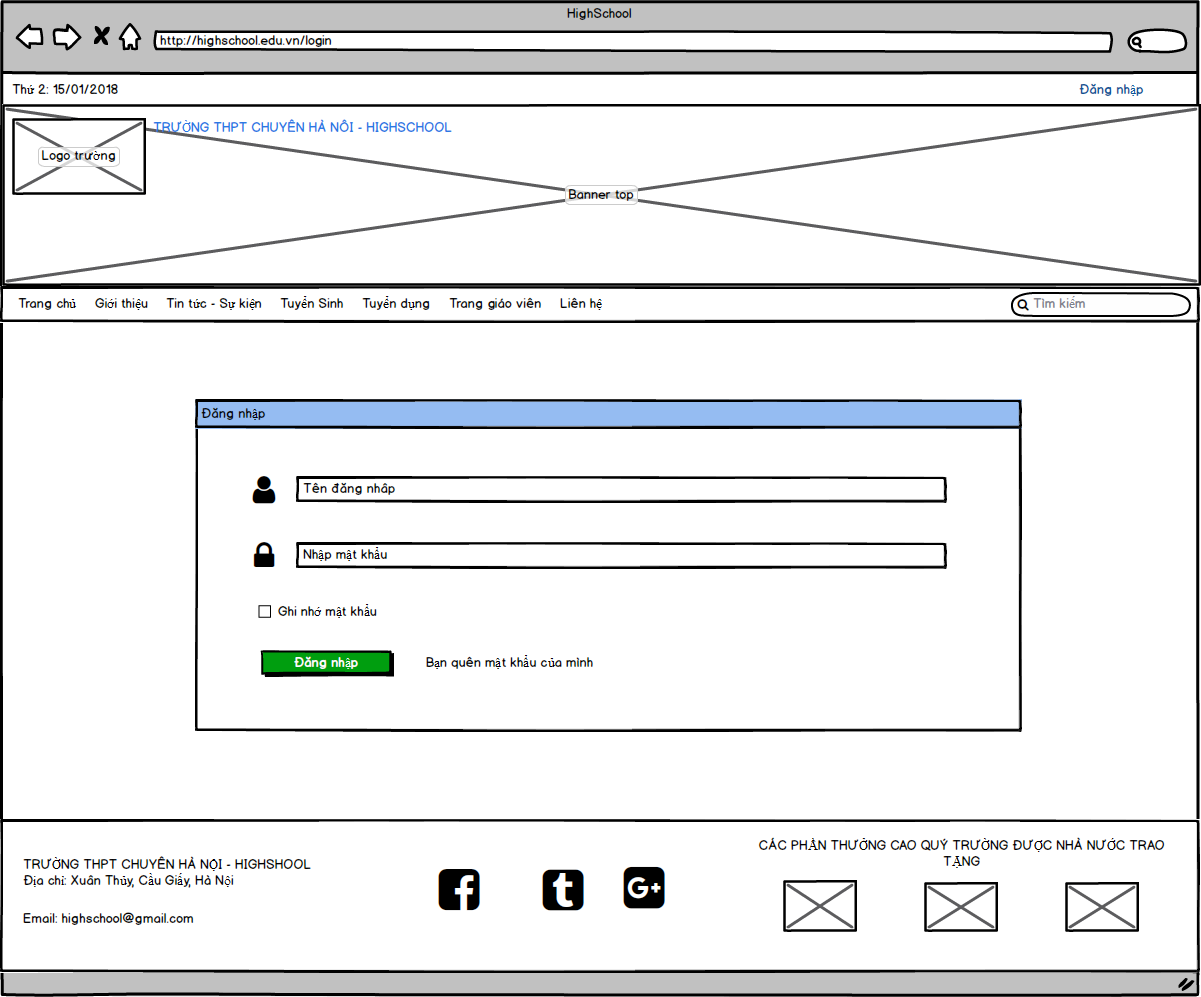 HighSchool
http://highschool.edu.vn/login
Thứ 2: 15/01/2018
Đăng nhập
TRƯỜNG THPT CHUYÊN HÀ NÔI - HIGHSCHOOL
Logo trường
Banner top
Trang chủ Giới thiệu Tin tức - Sự kiện Tuyển Sinh Tuyển dụng Trang giáo viên Liên hệ
Tìm kiếm
Đăng nhập
Tên đăng nhâp
Nhập mật khẩu
Ghi nhớ mật khẩu
Đăng nhập
Bạn quên mật khẩu của mình
TRƯỜNG THPT CHUYÊN HÀ NỘI - HIGHSHOOL
Địa chỉ: Xuân Thủy, Cầu Giấy, Hà Nội
Email: highschool@gmail.com
CÁC PHẦN THƯỞNG CAO QUÝ TRƯỜNG ĐƯỢC NHÀ NƯỚC TRAO
TẶNG